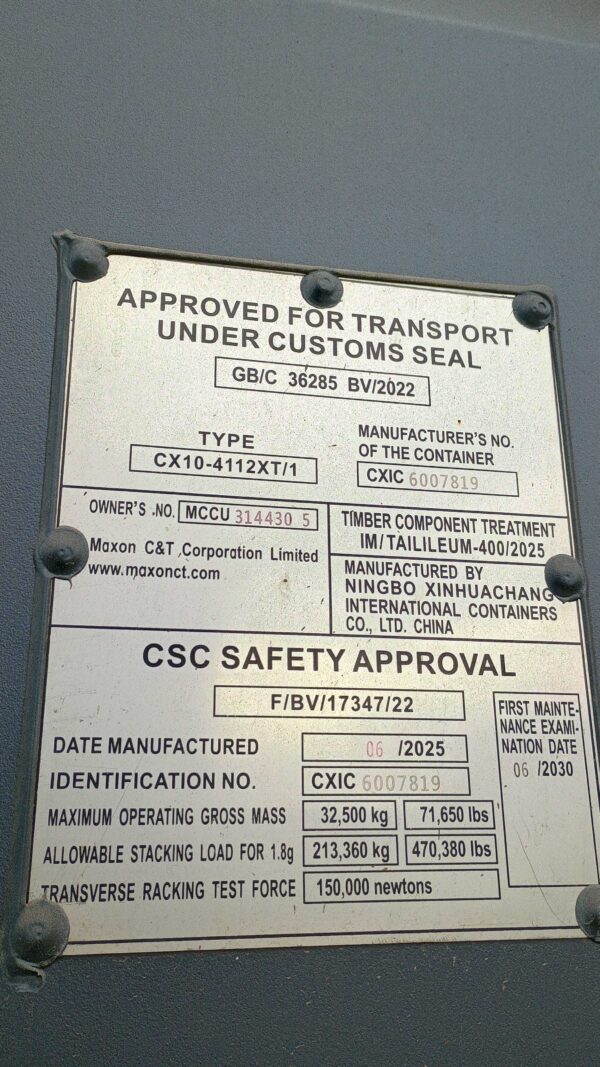 APPROVED FOR TRANSPORT
UNDER CUSTOMS SEAL
GB/C 36285 BV/2022
TYPE
CX10-4112XT/1
MANUFACTURER'S NO.
OF THE CONTAINER
CXIC 6007819
OWNER'S NO. MCCU 314430 5
Maxon C&T Corporation Limited
www.maxonct.com
TIMBER COMPONENT TREATMENT
IM/TAILILEUM-400/2025
MANUFACTURED BY
NINGBO XINHUACHANG
INTERNATIONAL CONTAINERS
CO., LTD. CHINA
CSC SAFETY APPROVAL
F/BV/17347/22
DATE MANUFACTURED 06 /2025
IDENTIFICATION NO. CXIC 6007819
MAXIMUM OPERATING GROSS MASS 32,500 kg 71,650 lbs
ALLOWABLE STACKING LOAD FOR 1.8g 213,360 kg 470,380 lbs
TRANSVERSE RACKING TEST FORCE 150,000 newtons
FIRST MAINTE-
NANCE EXAMI-
NATION DATE
06 /2030